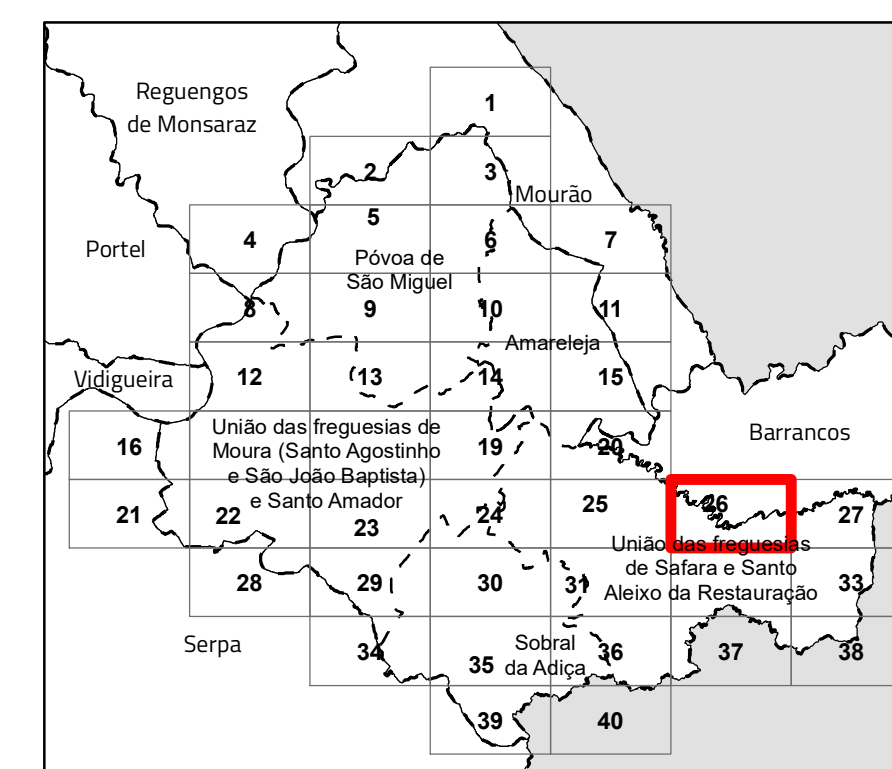 1
Reguengos
de Monsaraz
2
3
Mourão
5
4
6
7
Portel
Póvoa de
São Miguel
8
9
10
11
Amareleja
Vidigueira
12
13
14
15
União das freguesias de
Moura (Santo Agostinho
e São João Baptista)
e Santo Amador
16
19
20
Barrancos
21
22
23
24
25
26
27
União das freguesias
de Safara e Santo
Aleixo da Restauração
28
29
30
31
33
Serpa
34
35
Sobral
da Adiça
36
37
38
39
40